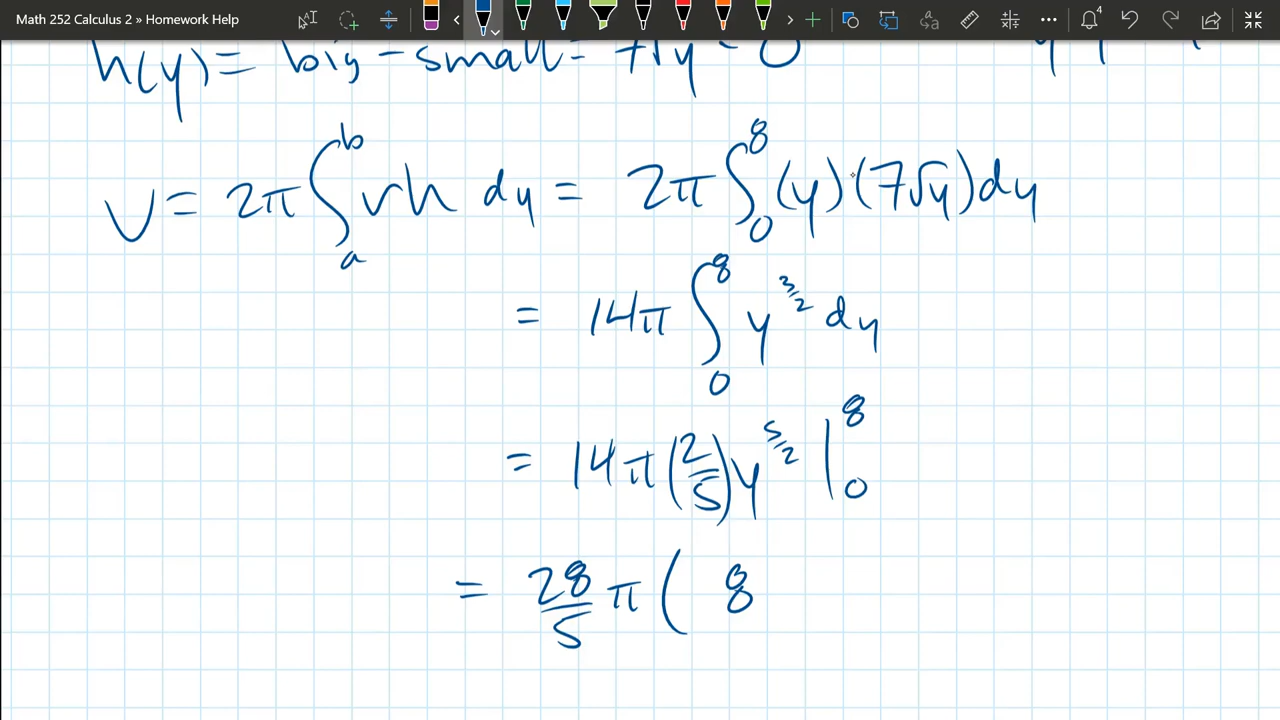 Math 252 Calculus 2 » Homework Help
4
h(y) = big - small = 7√y - 0
V = 2π ∫_a^b rh dy = 2π ∫_0^8 (y)(7√y)dy
= 14π ∫_0^8 y^{3/2} dy
= 14π (2/5) y^{5/2} |_0^8
= 28/5 π ( 8